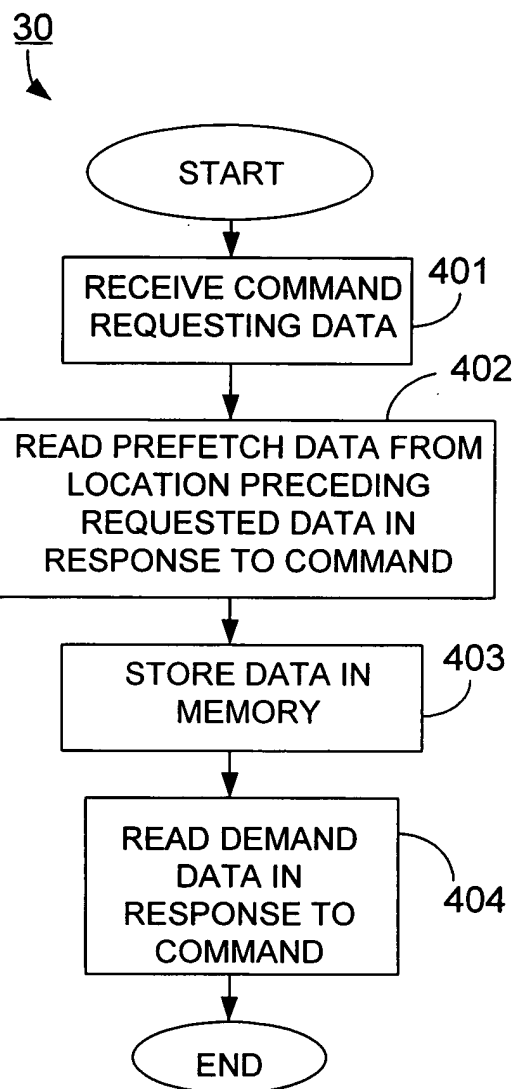 30
START
RECEIVE COMMAND
REQUESTING DATA
401
402
READ PREFETCH DATA FROM
LOCATION PRECEDING
REQUESTED DATA IN
RESPONSE TO COMMAND
STORE DATA IN
MEMORY
403
READ DEMAND
DATA IN
RESPONSE TO
COMMAND
404
END